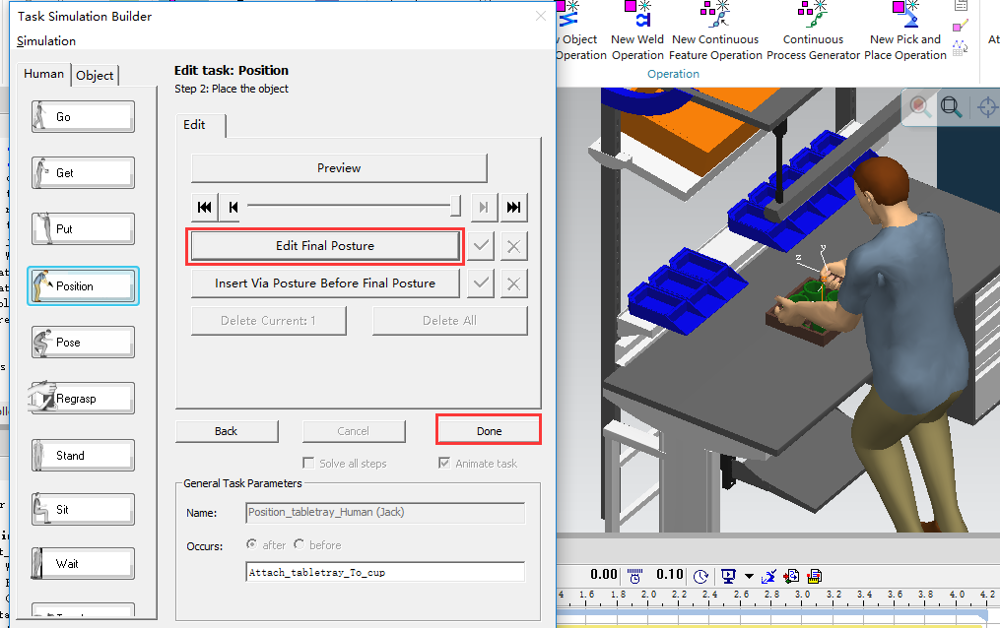 Task Simulation Builder
Simulation
Human
Object
Go
Get
Put
Position
Pose
Regrasp
Stand
Sit
Wait
Edit task: Position
Step 2: Place the object
Edit
Preview
Edit Final Posture
Insert Via Posture Before Final Posture
Delete Current: 1
Delete All
Back
Cancel
Done
Solve all steps
Animate task
General Task Parameters
Name:
Position_tabletray_Human (Jack)
Occurs:
after
before
Attach_tabletray_To_cup
Object
Operation
New Weld
Operation
New Continuous
Feature Operation
Continuous
Process Generator
New Pick and
Place Operation
Operation
At
Z
0.00
0.10
4 1.6 1.8 2.0 2.2 2.4 2.6 2.8 3.0 3.2 3.4 3.6 3.8 4.0 4.2